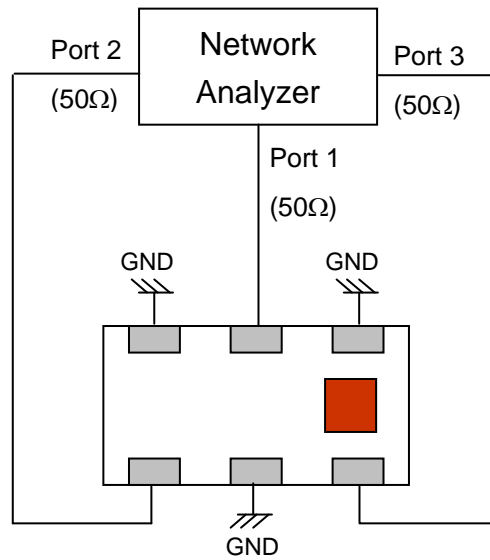 Network
Analyzer
Port 2
(50Ω)
Port 3
(50Ω)
Port 1
(50Ω)
GND
GND
GND